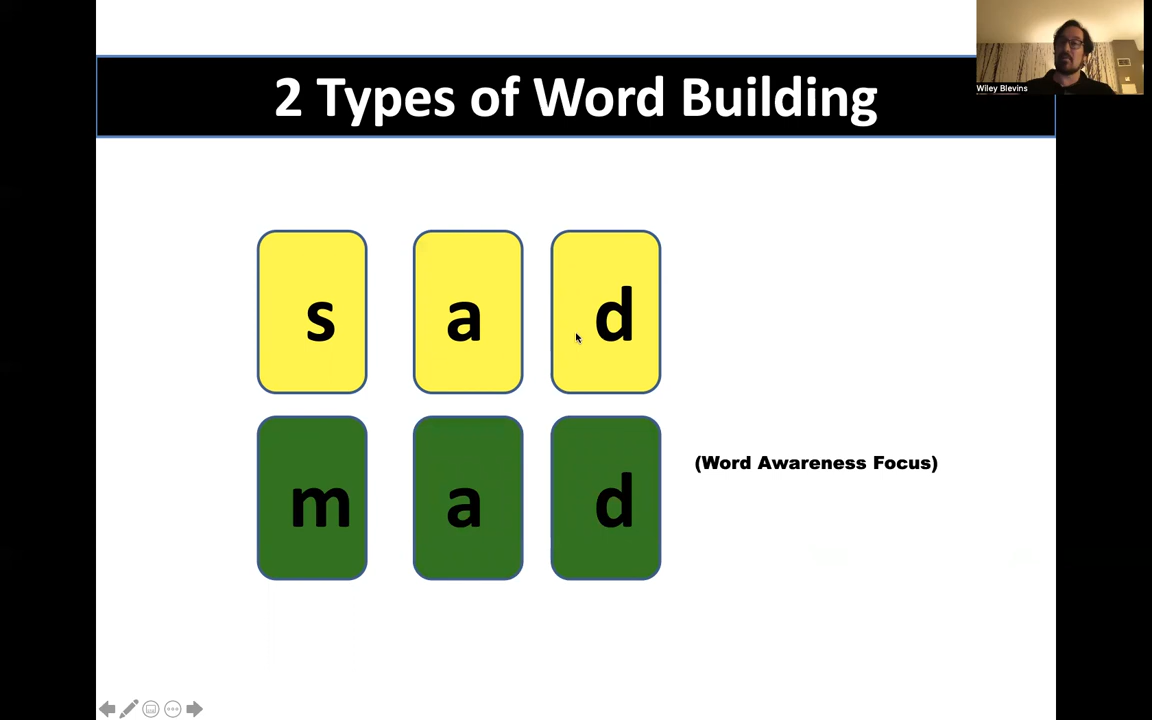 2 Types of Word Building
Wiley Blevins
s a d
m a d
(Word Awareness Focus)